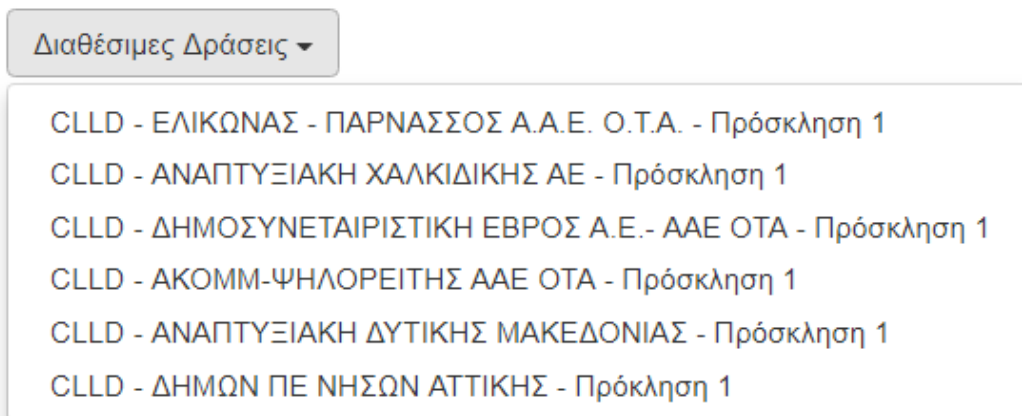 Διαθέσιμες Δράσεις
CLLD - ΕΛΙΚΩΝΑΣ - ΠΑΡΝΑΣΣΟΣ Α.Α.Ε. Ο.Τ.Α. - Πρόσκληση 1
CLLD - ΑΝΑΠΤΥΞΙΑΚΗ ΧΑΛΚΙΔΙΚΗΣ ΑΕ - Πρόσκληση 1
CLLD - ΔΗΜΟΣΥΝΕΤΑΙΡΙΣΤΙΚΗ ΕΒΡΟΣ Α.Ε.- ΑΑΕ ΟΤΑ - Πρόσκληση 1
CLLD - ΑΚΟΜΜ-ΨΗΛΟΡΕΙΤΗΣ ΑΑΕ ΟΤΑ - Πρόσκληση 1
CLLD - ΑΝΑΠΤΥΞΙΑΚΗ ΔΥΤΙΚΗΣ ΜΑΚΕΔΟΝΙΑΣ - Πρόσκληση 1
CLLD - ΔΗΜΩΝ ΠΕ ΝΗΣΩΝ ΑΤΤΙΚΗΣ - Πρόκληση 1